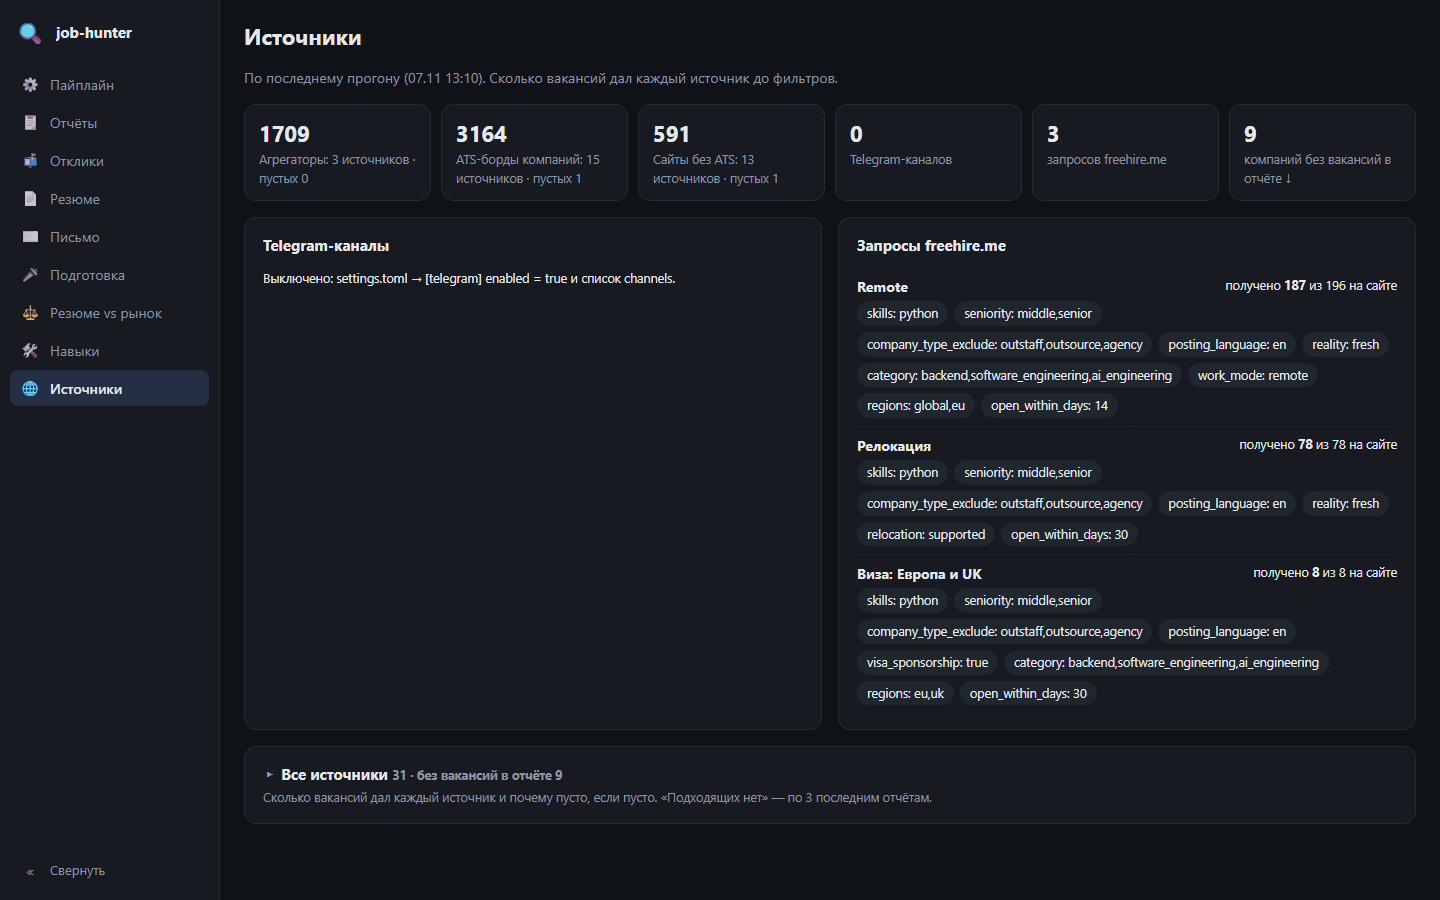 job-hunter
Пайплайн
Отчёты
Отклики
Резюме
Письмо
Подготовка
Резюме vs рынок
Навыки
Источники
« Свернуть
Источники
По последнему прогону (07.11 13:10). Сколько вакансий дал каждый источник до фильтров.
1709
Агрегаторы: 3 источников ·
пустых 0
3164
ATS-борды компаний: 15
источников · пустых 1
591
Сайты без ATS: 13
источников · пустых 1
0
Telegram-каналов
3
запросов freehire.me
9
компаний без вакансий в
отчёте ↓
Telegram-каналы
Выключено: settings.toml → [telegram] enabled = true и список channels.
Запросы freehire.me
Remote получено 187 из 196 на сайте
skills: python seniority: middle,senior
company_type_exclude: outstaff,outsource,agency posting_language: en reality: fresh
category: backend,software_engineering,ai_engineering work_mode: remote
regions: global,eu open_within_days: 14
Релокация получено 78 из 78 на сайте
skills: python seniority: middle,senior
company_type_exclude: outstaff,outsource,agency posting_language: en reality: fresh
relocation: supported open_within_days: 30
Виза: Европа и UK получено 8 из 8 на сайте
skills: python seniority: middle,senior
company_type_exclude: outstaff,outsource,agency posting_language: en
visa_sponsorship: true category: backend,software_engineering,ai_engineering
regions: eu,uk open_within_days: 30
▸ Все источники 31 · без вакансий в отчёте 9
Сколько вакансий дал каждый источник и почему пусто, если пусто. «Подходящих нет» — по 3 последним отчётам.